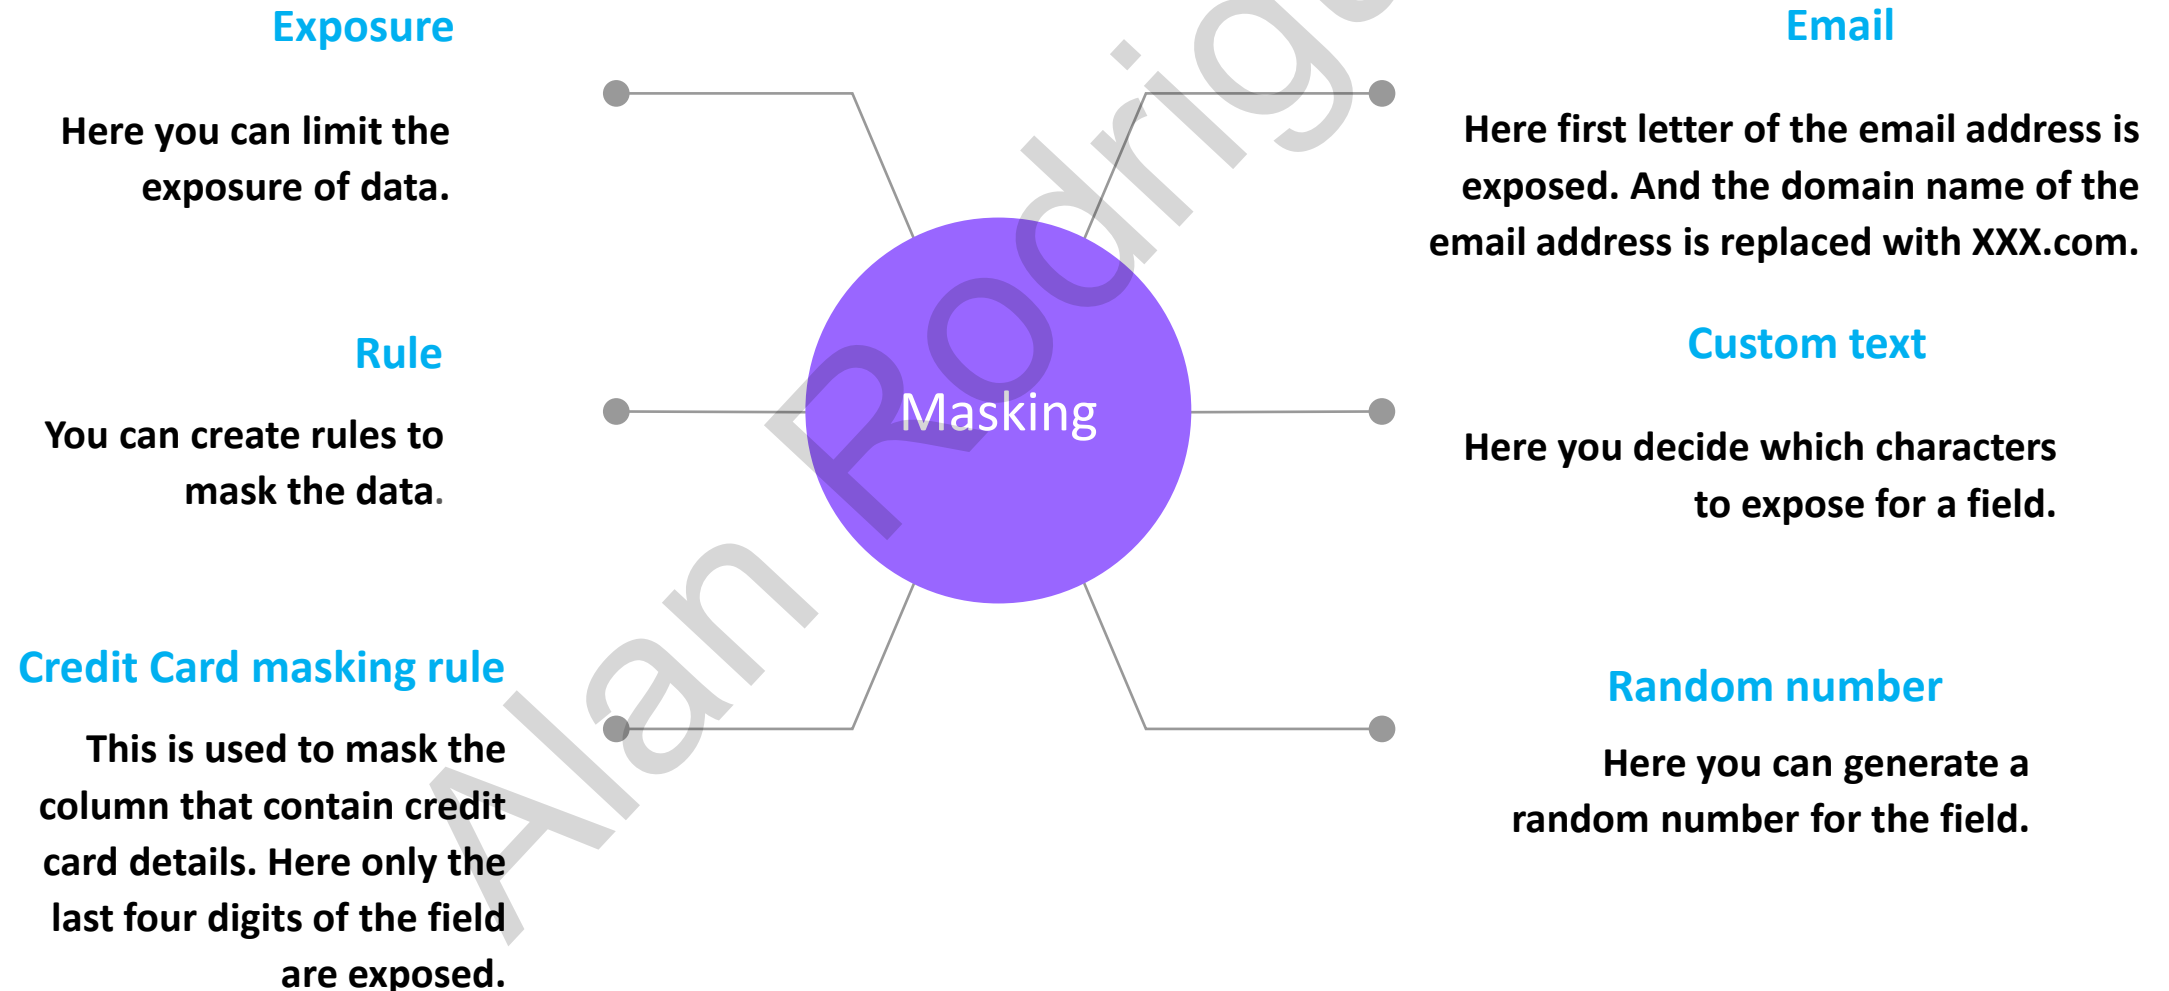 Exposure
Here you can limit the
exposure of data.
Rule
You can create rules to
mask the data.
Credit Card masking rule
This is used to mask the
column that contain credit
card details. Here only the
last four digits of the field
are exposed.
Masking
Email
Here first letter of the email address is
exposed. And the domain name of the
email address is replaced with XXX.com.
Custom text
Here you decide which characters
to expose for a field.
Random number
Here you can generate a
random number for the field.
Alan